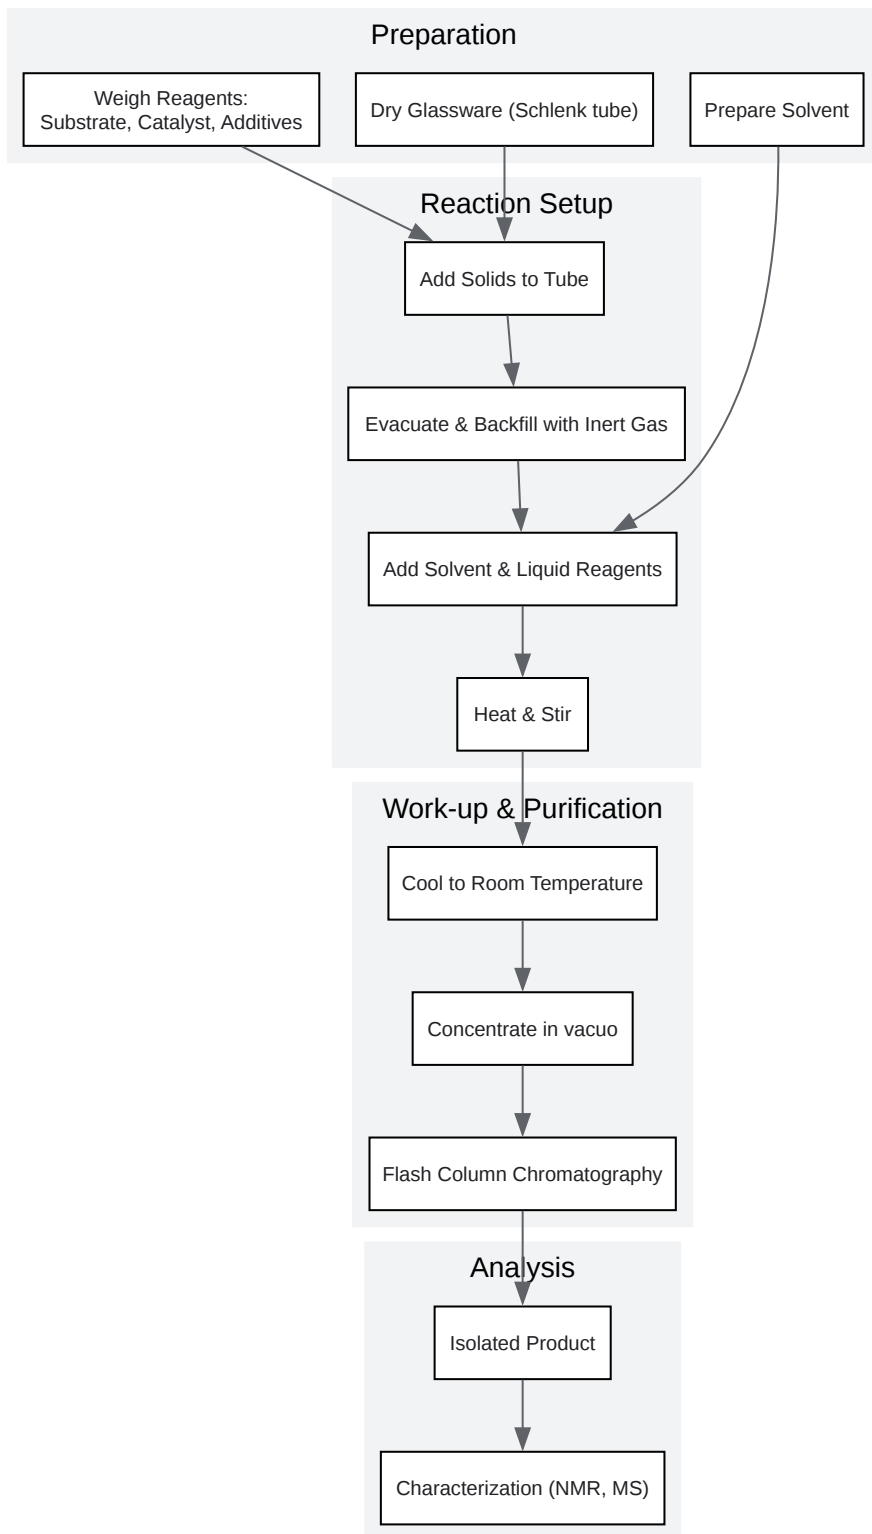 Preparation
Weigh Reagents:
Substrate, Catalyst, Additives
Dry Glassware (Schlenk tube)
Prepare Solvent
Reaction Setup
Add Solids to Tube
Evacuate & Backfill with Inert Gas
Add Solvent & Liquid Reagents
Heat & Stir
Work-up & Purification
Cool to Room Temperature
Concentrate in vacuo
Flash Column Chromatography
Analysis
Isolated Product
Characterization (NMR, MS)